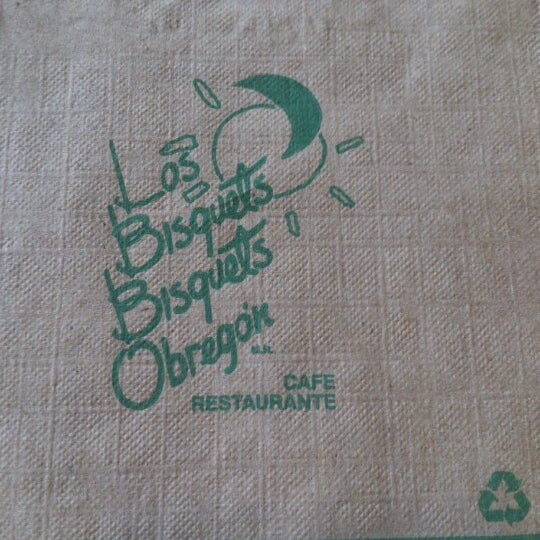 Los
Bisquets
Bisquets
Obregón
M.R.
CAFE
RESTAURANTE